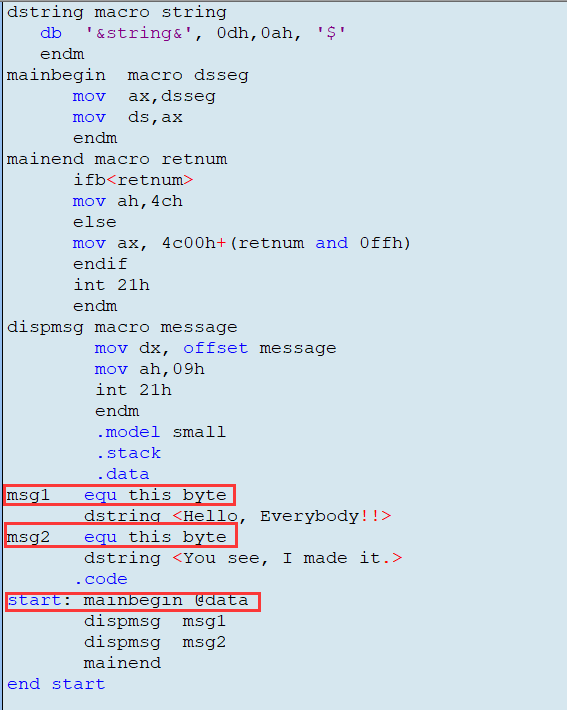 dstring macro string
db '&string&', 0dh,0ah, '$'
endm
mainbegin macro dsseg
mov ax,dsseg
mov ds,ax
endm
mainend macro retnum
ifb<retnum>
mov ah,4ch
else
mov ax, 4c00h+(retnum and 0ffh)
endif
int 21h
endm
dispmsg macro message
mov dx, offset message
mov ah,09h
int 21h
endm
.model small
.stack
.data
msg1 equ this byte
dstring <Hello, Everybody!!>
msg2 equ this byte
dstring <You see, I made it.>
.code
start: mainbegin @data
dispmsg msg1
dispmsg msg2
mainend
end start